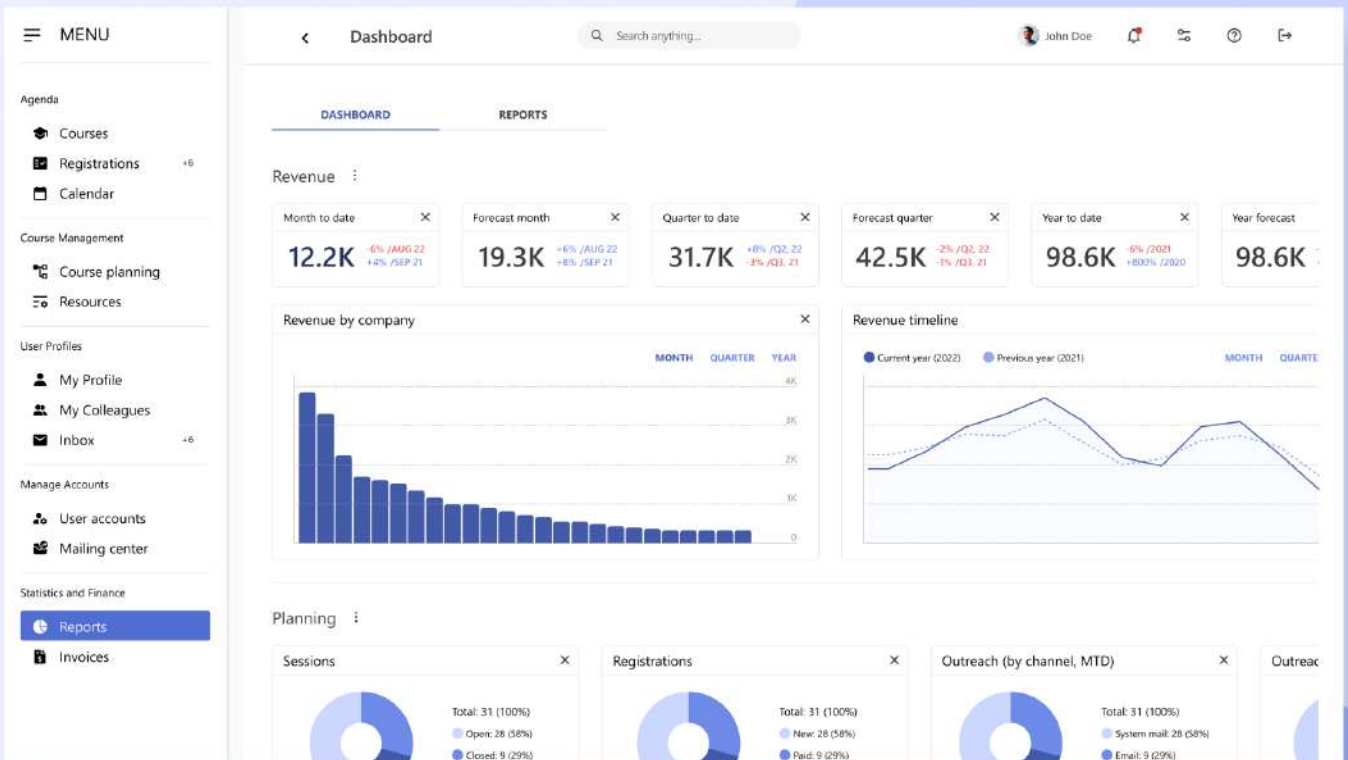 MENU
Agenda
Courses
Registrations +6
Calendar
Course Management
Course planning
Resources
User Profiles
My Profile
My Colleagues
Inbox +6
Manage Accounts
User accounts
Mailing center
Statistics and Finance
Reports
Invoices
Dashboard
Search anything...
John Doe
DASHBOARD REPORTS
Revenue
Month to date
12.2K
-6% /AUG 22
+4% /SEP 21
Forecast month
19.3K
+6% /AUG 22
+8% /SEP 21
Quarter to date
31.7K
+8% /Q2, 22
-3% /Q3, 21
Forecast quarter
42.5K
-2% /Q2, 22
-1% /Q3, 21
Year to date
98.6K
-6% /2021
+800% /2020
Year forecast
98.6K
Revenue by company
MONTH QUARTER YEAR
4K
3K
2K
1K
0
Revenue timeline
Current year (2022) Previous year (2021)
MONTH QUARTE
Planning
Sessions
Total: 31 (100%)
Open: 28 (58%)
Closed: 9 (29%)
Registrations
Total: 31 (100%)
New: 28 (58%)
Paid: 9 (29%)
Outreach (by channel, MTD)
Total: 31 (100%)
System mail: 28 (58%)
Email: 9 (29%)
Outreac